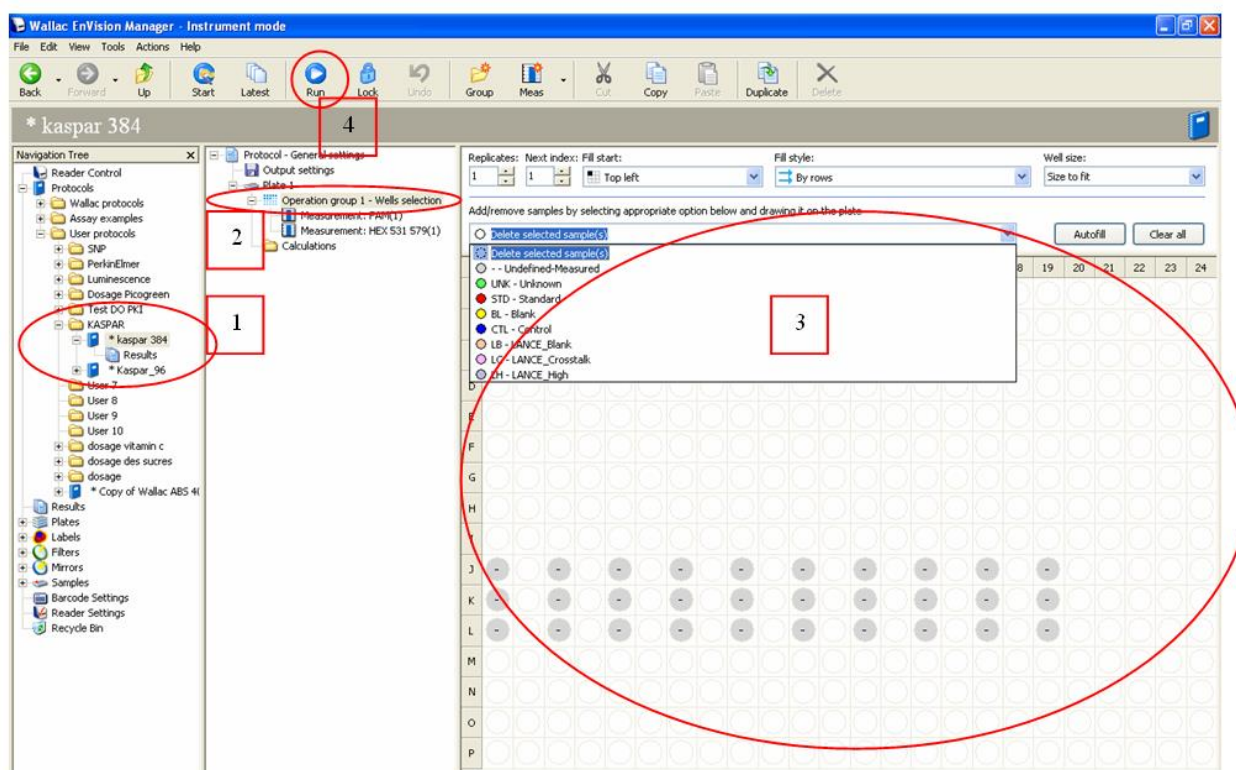 Wallac EnVision Manager - Instrument mode
File Edit View Tools Actions Help
Back Forward Up Start Latest Run Lock Undo Group Meas Cut Copy Paste Duplicate Delete
* kaspar 384
4
Navigation Tree X
Reader Control
Protocols
Wallac protocols
Assay examples
User protocols
SNP
PerkinElmer
Luminescence
Dosage Picogreen
Test DO PKI
KASPAR
* kaspar 384
Results
* Kaspar_96
User 7
User 8
User 9
User 10
dosage vitamin c
dosage des sucres
dosage
* Copy of Wallac ABS 4(
Results
Plates
Labels
Filters
Mirrors
Samples
Barcode Settings
Reader Settings
Recycle Bin
1
2
Protocol - General settings
Output settings
Plate 1
Operation group 1 - Wells selection
Measurement: FAM(1)
Measurement: HEX 531 579(1)
Calculations
Replicates: Next index: Fill start: Fill style: Well size:
1 1 Top left By rows Size to fit
Add/remove samples by selecting appropriate option below and drawing it on the plate
Delete selected sample(s) Autofill Clear all
Delete selected sample(s)
- - Undefined-Measured
UNK - Unknown
STD - Standard
BL - Blank
CTL - Control
LB - LANCE_Blank
LC - LANCE_Crosstalk
LH - LANCE_High
3
19 20 21 22 23 24
D
E
F
G
H
J - - - - - - - - - -
K - - - - - - - - - -
L - - - - - - - - - -
M
N
O
P